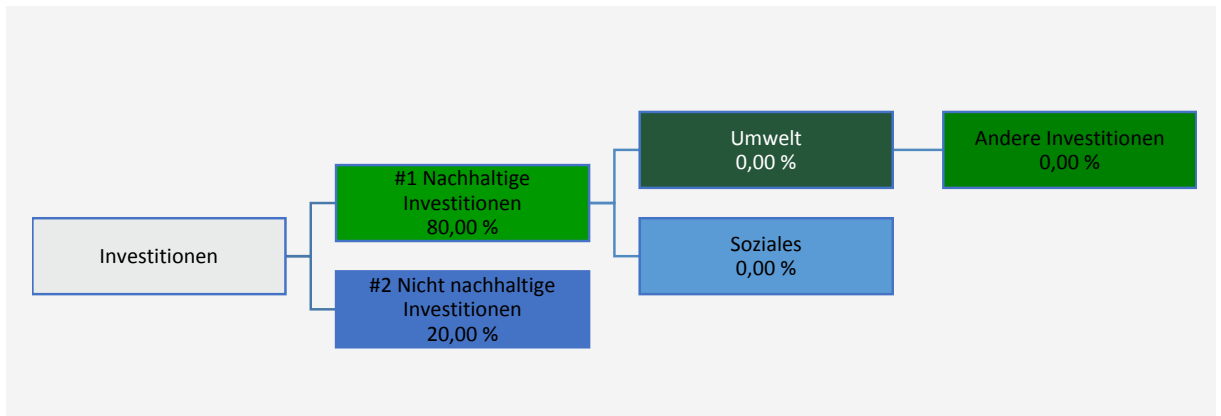 Investitionen
#1 Nachhaltige
Investitionen
80,00 %
#2 Nicht nachhaltige
Investitionen
20,00 %
Umwelt
0,00 %
Soziales
0,00 %
Andere Investitionen
0,00 %